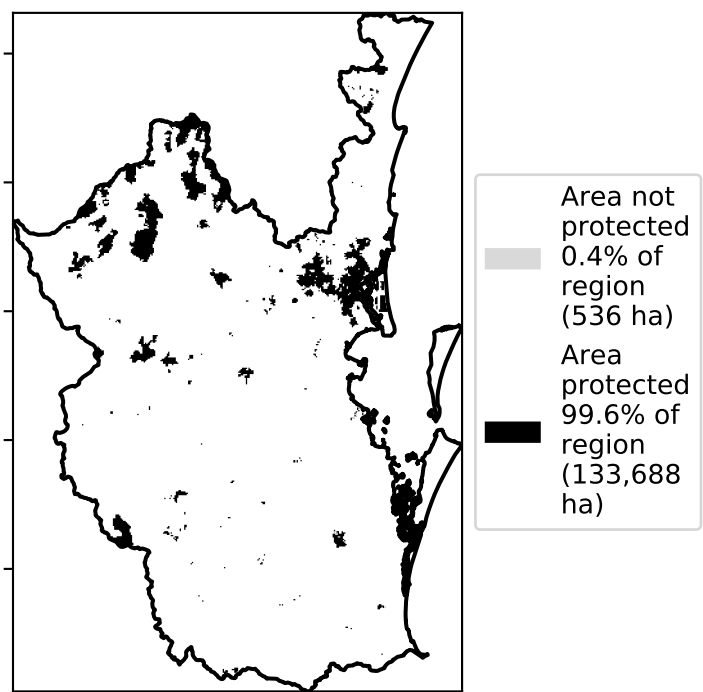 Area not
protected
0.4% of
region
(536 ha)
Area
protected
99.6% of
region
(133,688
ha)